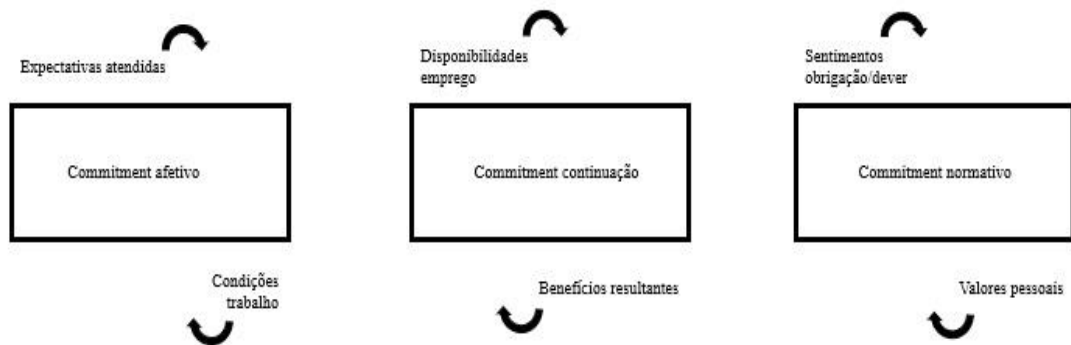 Expectativas atendidas
Disponibilidades
emprego
Sentimentos
obrigação/dever
Commitment afetivo
Commitment continuação
Commitment normativo
Condições
trabalho
Benefícios resultantes
Valores pessoais